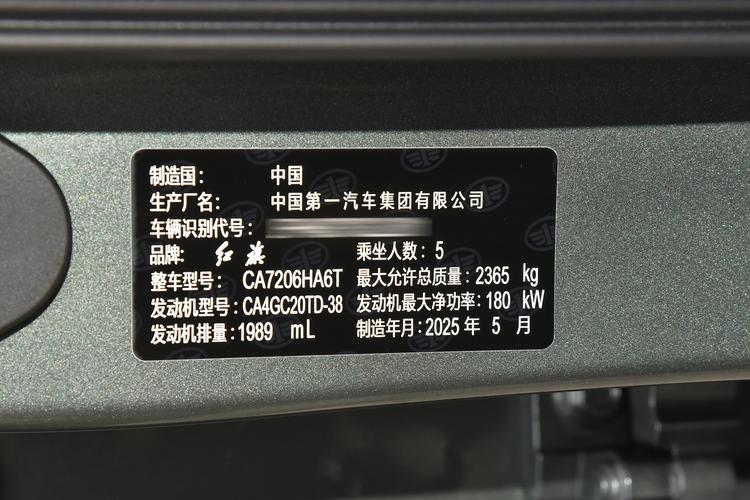 制造国： 中国
生产厂名： 中国第一汽车集团有限公司
车辆识别代号：
品牌： 红旗 乘坐人数：5
整车型号： CA7206HA6T 最大允许总质量：2365 kg
发动机型号：CA4GC20TD-38 发动机最大净功率：180 kW
发动机排量：1989 mL 制造年月：2025 年 5 月